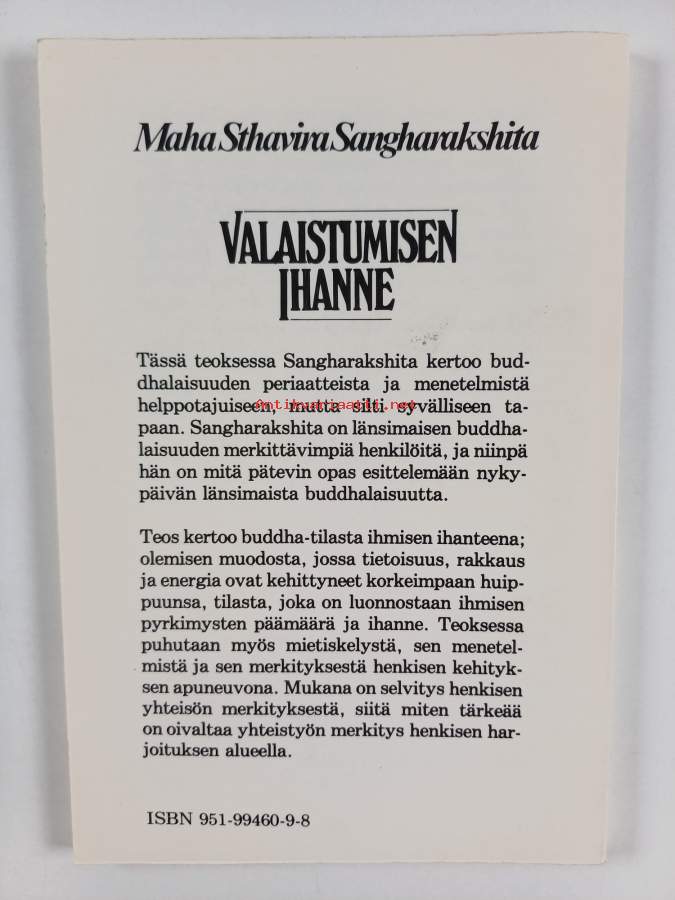 Maha Sthavira Sangharakshita
VALAISTUMISEN
IHANNE
Tässä teoksessa Sangharakshita kertoo bud-
dhalaisuuden periaatteista ja menetelmistä
helppotajuiseen, mutta silti syvälliseen ta-
Antikvariaatti.net
paan. Sangharakshita on länsimaisen buddha-
laisuuden merkittävimpiä henkilöitä, ja niinpä
hän on mitä pätevin opas esittelemään nyky-
päivän länsimaista buddhalaisuutta.
Teos kertoo buddha-tilasta ihmisen ihanteena;
olemisen muodosta, jossa tietoisuus, rakkaus
ja energia ovat kehittyneet korkeimpaan huip-
puunsa, tilasta, joka on luonnostaan ihmisen
pyrkimysten päämäärä ja ihanne. Teoksessa
puhutaan myös mietiskelystä, sen menetel-
mistä ja sen merkityksestä henkisen kehityk-
sen apuneuvona. Mukana on selvitys henkisen
yhteisön merkityksestä, siitä miten tärkeää
on oivaltaa yhteistyön merkitys henkisen har-
joituksen alueella.
ISBN 951-99460-9-8